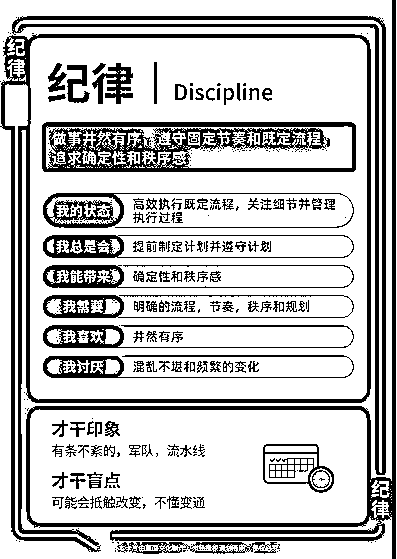 纪律
纪律 | Discipline
做事井然有序，遵守固定节奏和既定流程，
追求确定性和秩序感
我的状态 高效执行既定流程，关注细节并管理
执行过程
我总是会 提前制定计划并遵守计划
我能带来 确定性和秩序感
我需要 明确的流程，节奏，秩序和规划
我喜欢 井然有序
我讨厌 混乱不堪和频繁的变化
才干印象
有条不紊的，军队，流水线
才干盲点
可能会抵触改变，不懂变通
纪律